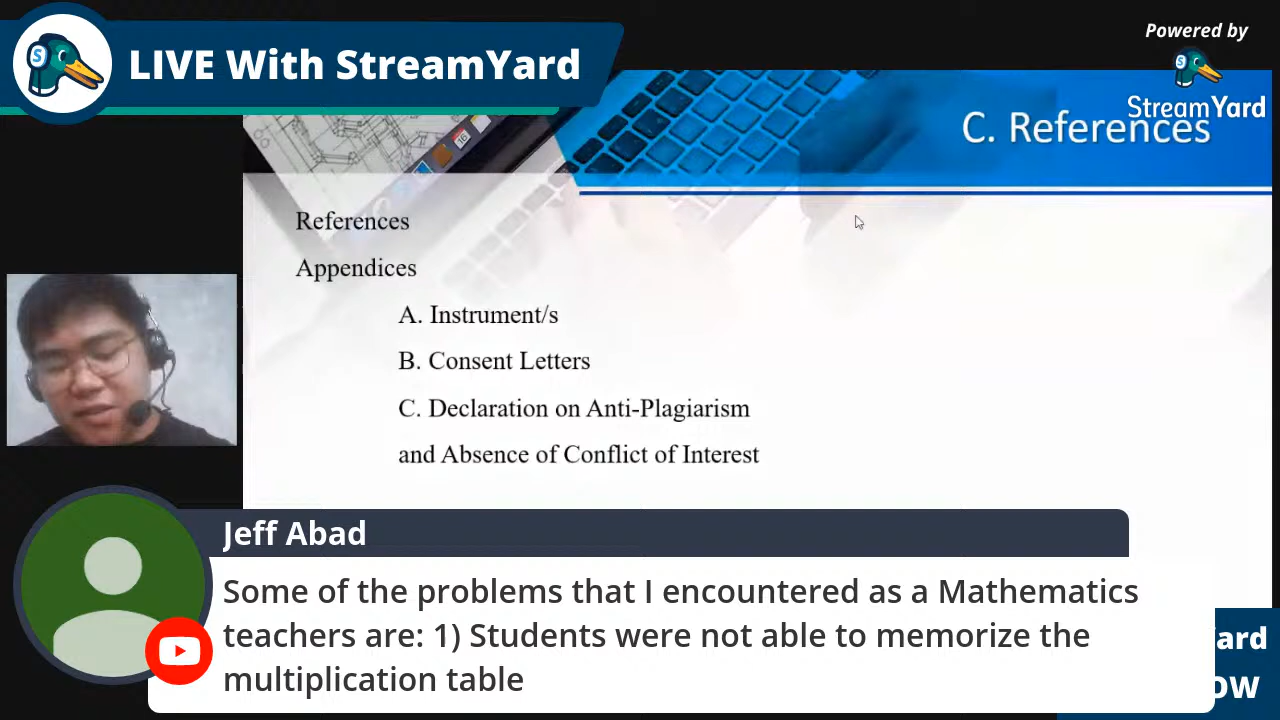 LIVE With StreamYard
Powered by
StreamYard
C. References
References
Appendices
A. Instrument/s
B. Consent Letters
C. Declaration on Anti-Plagiarism
and Absence of Conflict of Interest
Jeff Abad
Some of the problems that I encountered as a Mathematics
teachers are: 1) Students were not able to memorize the
multiplication table